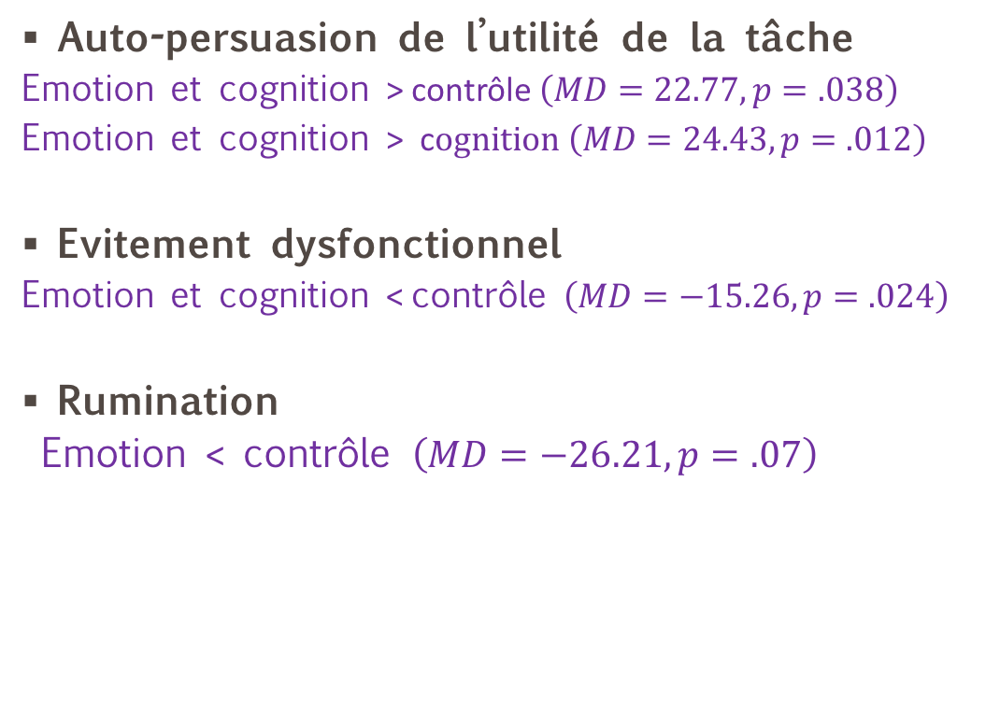 ▪ Auto-persuasion de l’utilité de la tâche
Emotion et cognition > contrôle (MD = 22.77, p = .038)
Emotion et cognition > cognition (MD = 24.43, p = .012)
▪ Evitement dysfonctionnel
Emotion et cognition < contrôle (MD = −15.26, p = .024)
▪ Rumination
Emotion < contrôle (MD = −26.21, p = .07)